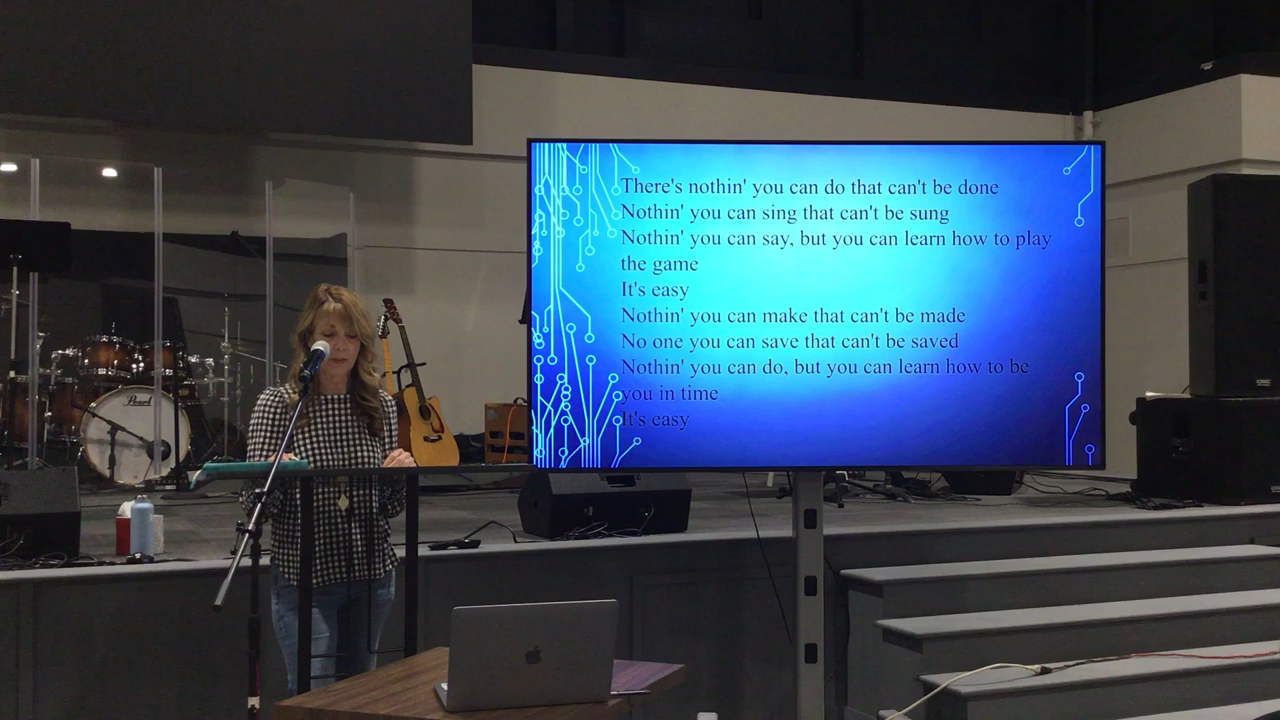 There's nothin' you can do that can't be done
Nothin' you can sing that can't be sung
Nothin' you can say, but you can learn how to play
the game
It's easy
Nothin' you can make that can't be made
No one you can save that can't be saved
Nothin' you can do, but you can learn how to be
you in time
It's easy
Pearl